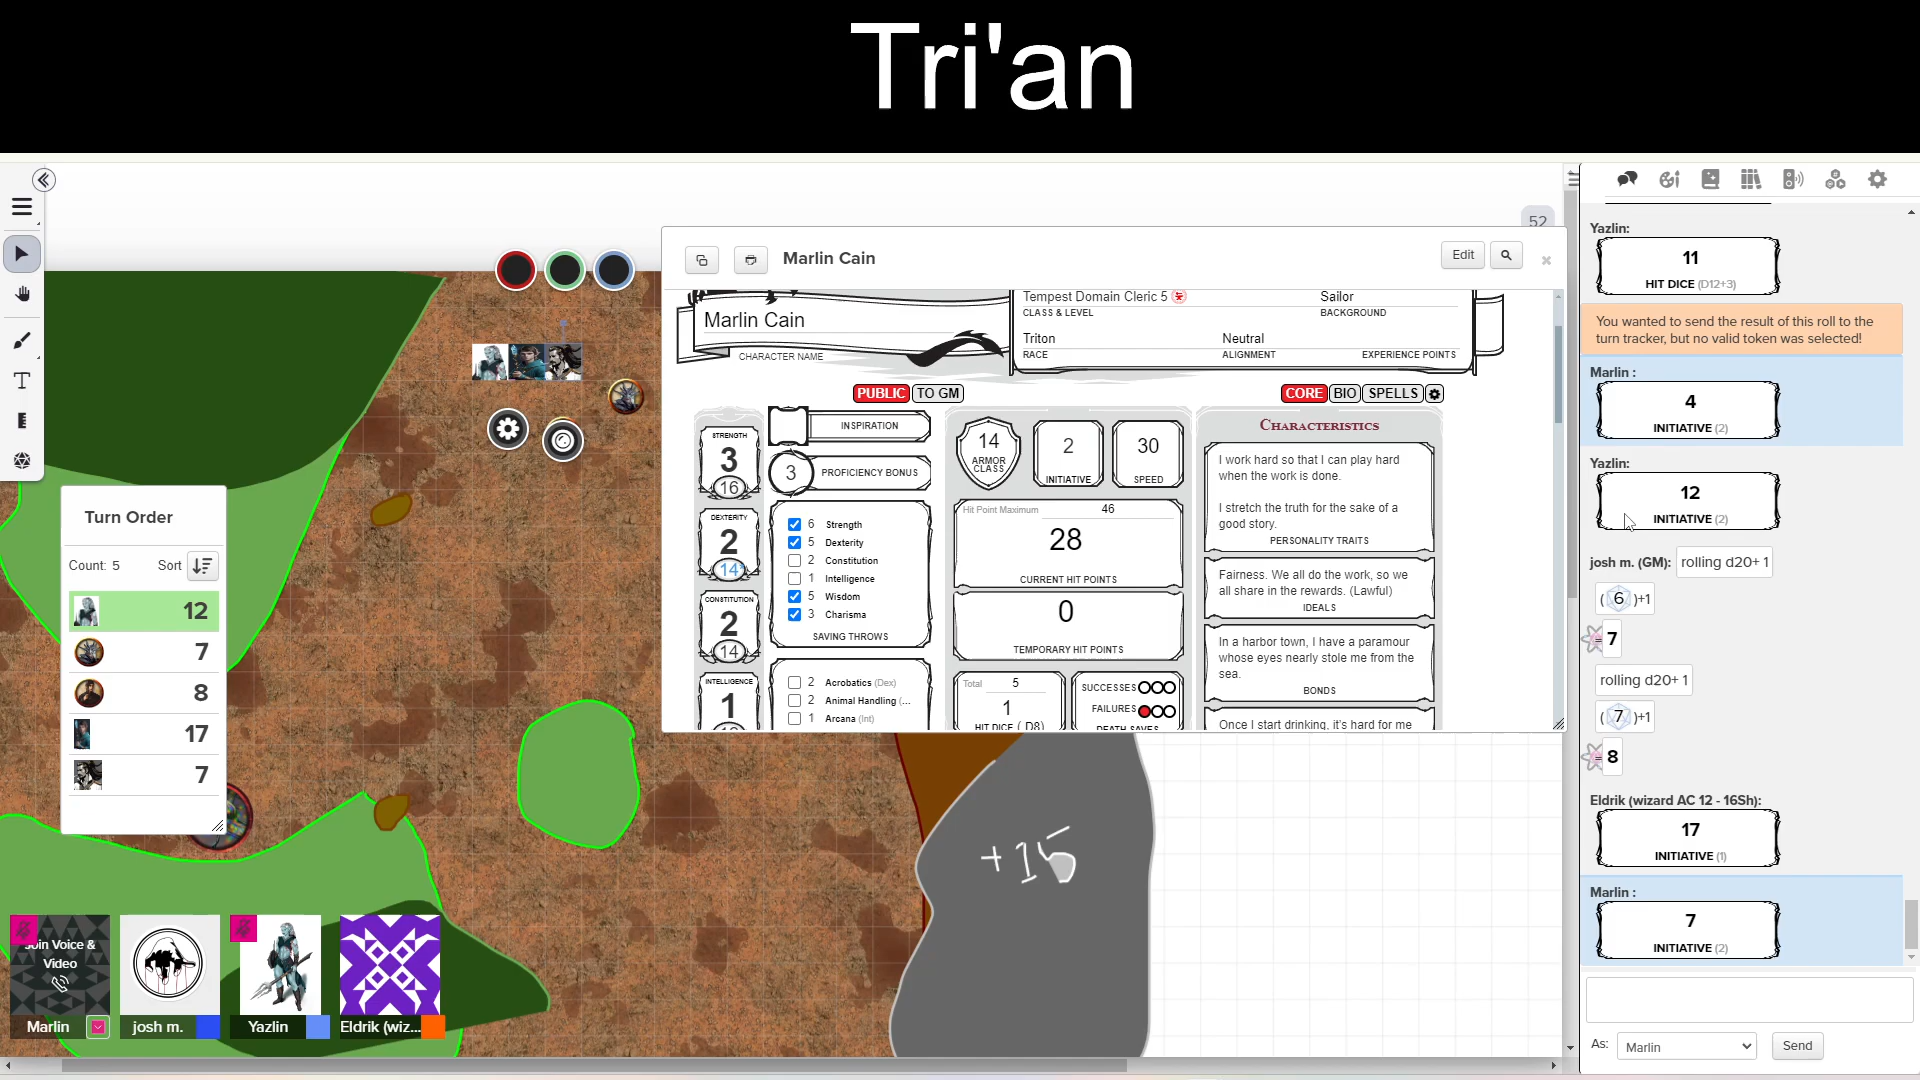 Tri'an
52
Marlin Cain
Edit
Marlin Cain
CHARACTER NAME
Tempest Domain Cleric 5
CLASS & LEVEL
Sailor
BACKGROUND
Triton
RACE
Neutral
ALIGNMENT
EXPERIENCE POINTS
PUBLIC TO GM
CORE BIO SPELLS
STRENGTH
3
16
DEXTERITY
2
14*
CONSTITUTION
2
14
INTELLIGENCE
1
INSPIRATION
3 PROFICIENCY BONUS
6 Strength
5 Dexterity
2 Constitution
1 Intelligence
5 Wisdom
3 Charisma
SAVING THROWS
2 Acrobatics (Dex)
2 Animal Handling (...
1 Arcana (Int)
14
ARMOR
CLASS
2
INITIATIVE
30
SPEED
Hit Point Maximum 46
28
CURRENT HIT POINTS
0
TEMPORARY HIT POINTS
Total 5
1
HIT DICE ( D8)
SUCCESSES
FAILURES
DEATH SAVES
CHARACTERISTICS
I work hard so that I can play hard
when the work is done.
I stretch the truth for the sake of a
good story.
PERSONALITY TRAITS
Fairness. We all do the work, so we
all share in the rewards. (Lawful)
IDEALS
In a harbor town, I have a paramour
whose eyes nearly stole me from the
sea.
BONDS
Once I start drinking, it's hard for me
Turn Order
Count: 5 Sort
12
7
8
17
7
+15
Join Voice &
Video
Marlin
josh m.
Yazlin
Eldrik (wiz...
Yazlin:
11
HIT DICE (D12+3)
You wanted to send the result of this roll to the
turn tracker, but no valid token was selected!
Marlin :
4
INITIATIVE (2)
Yazlin:
12
INITIATIVE (2)
josh m. (GM): rolling d20+ 1
(6)+1
7
rolling d20+ 1
(7)+1
8
Eldrik (wizard AC 12 - 16Sh):
17
INITIATIVE (1)
Marlin :
7
INITIATIVE (2)
As: Marlin Send